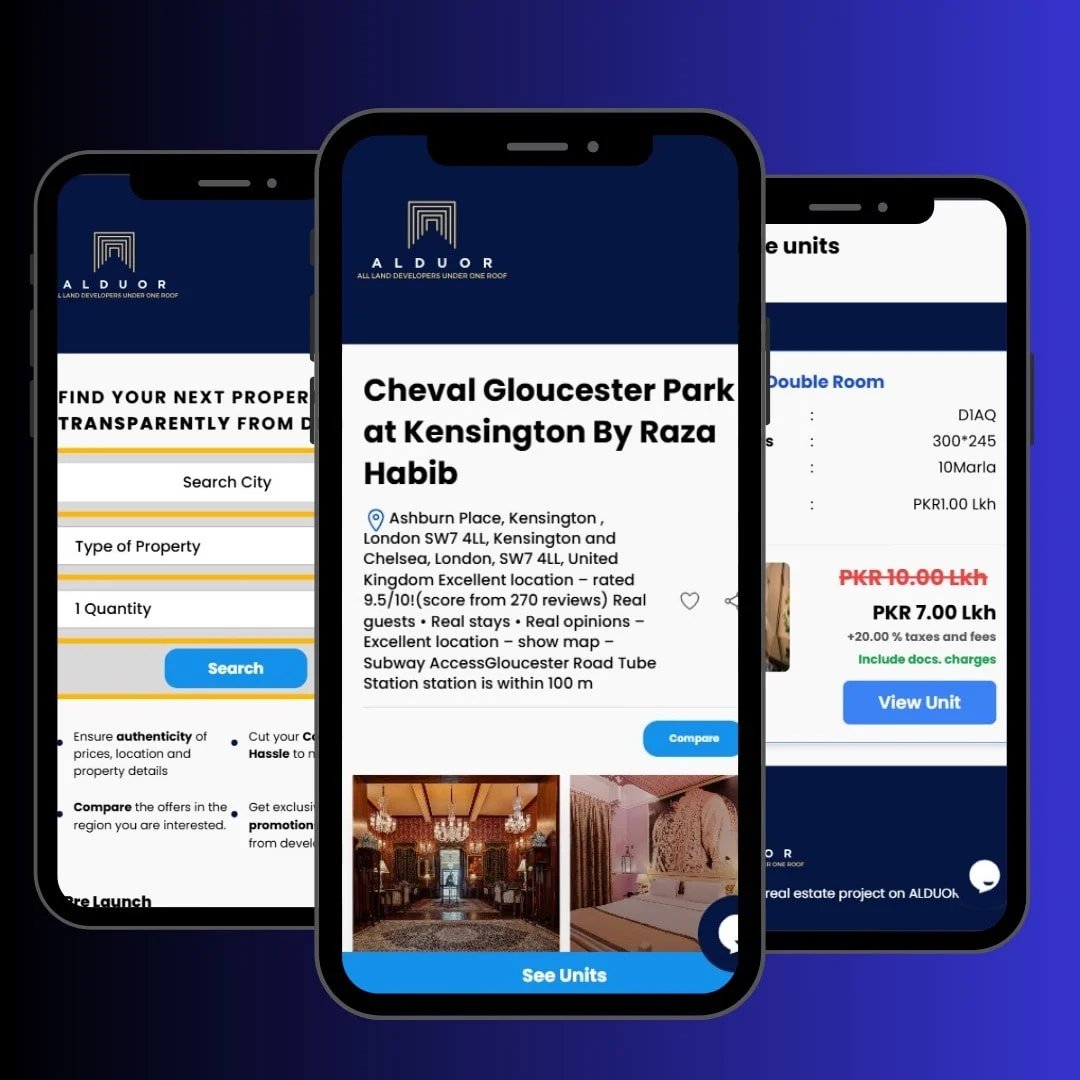 ALDUOR
L LAND DEVELOPERS UNDER ONE ROOF
FIND YOUR NEXT PROPER
TRANSPARENTLY FROM D
Search City
Type of Property
1 Quantity
Search
Ensure authenticity of
prices, location and
property details
Cut your Co
Hassle to n
Compare the offers in the
region you are interested.
Get exclusi
promotion
from devel
Pre Launch
ALDUOR
ALL LAND DEVELOPERS UNDER ONE ROOF
Cheval Gloucester Park
at Kensington By Raza
Habib
Ashburn Place, Kensington ,
London SW7 4LL, Kensington and
Chelsea, London, SW7 4LL, United
Kingdom Excellent location – rated
9.5/10!(score from 270 reviews) Real
guests • Real stays • Real opinions –
Excellent location – show map –
Subway AccessGloucester Road Tube
Station station is within 100 m
Compare
See Units
e units
Double Room
: D1AQ
s : 300*245
: 10Marla
: PKR1.00 Lkh
PKR 10.00 Lkh
PKR 7.00 Lkh
+20.00 % taxes and fees
Include docs. charges
View Unit
O R
R ONE ROOF
real estate project on ALDUOR